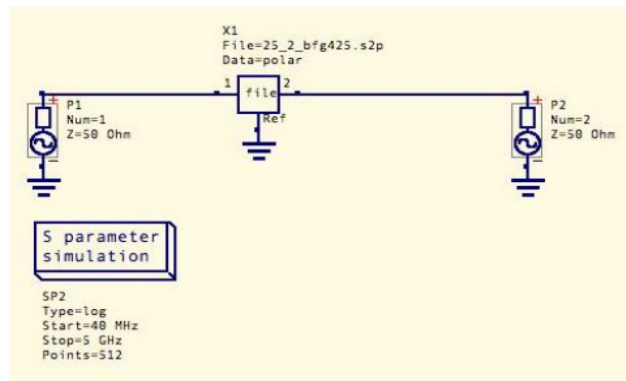 X1
File=25_2_bfg425.s2p
Data=polar
1
file
2
Ref
P1
Num=1
Z=50 Ohm
P2
Num=2
Z=50 Ohm
S parameter
simulation
SP2
Type=log
Start=40 MHz
Stop=5 GHz
Points=512